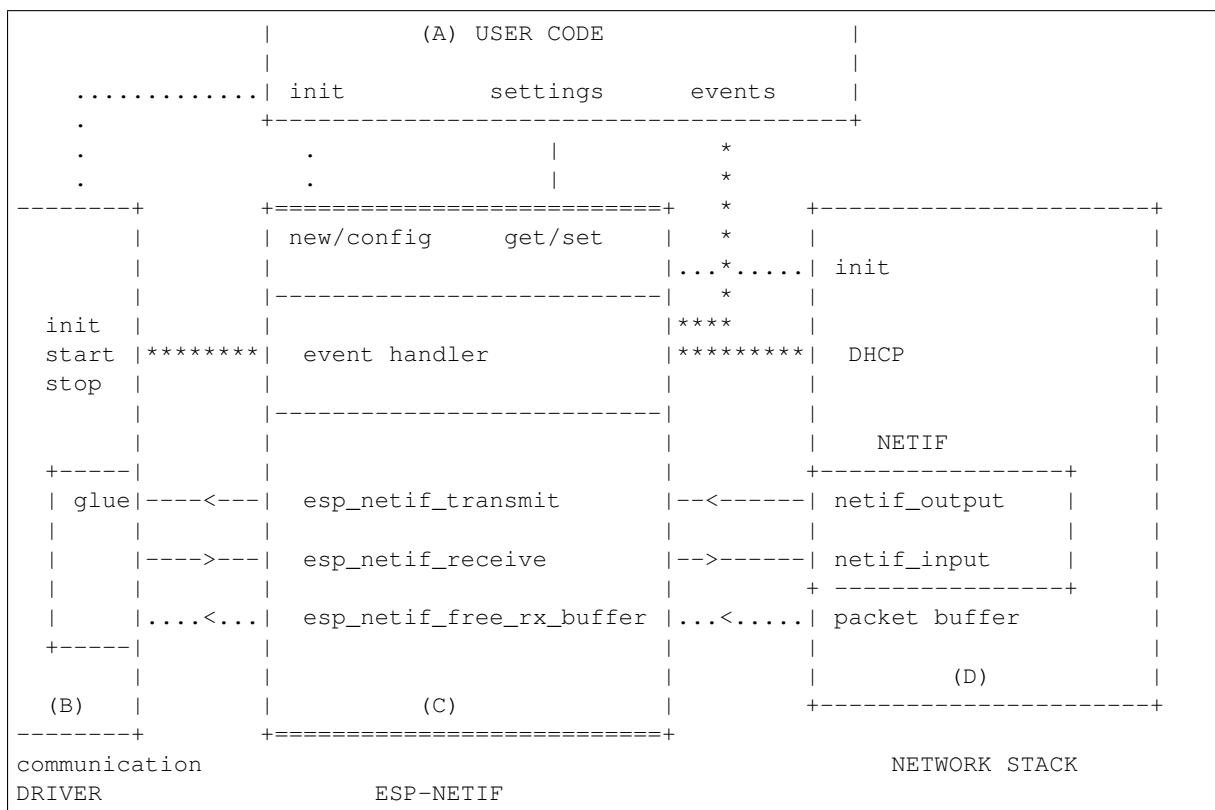 (A) USER CODE
init settings events
new/config get/set
init
init
start event handler DHCP
stop
NETIF
glue esp_netif_transmit netif_output
esp_netif_receive netif_input
esp_netif_free_rx_buffer packet buffer
(D)
(B) (C)
communication NETWORK STACK
DRIVER ESP-NETIF